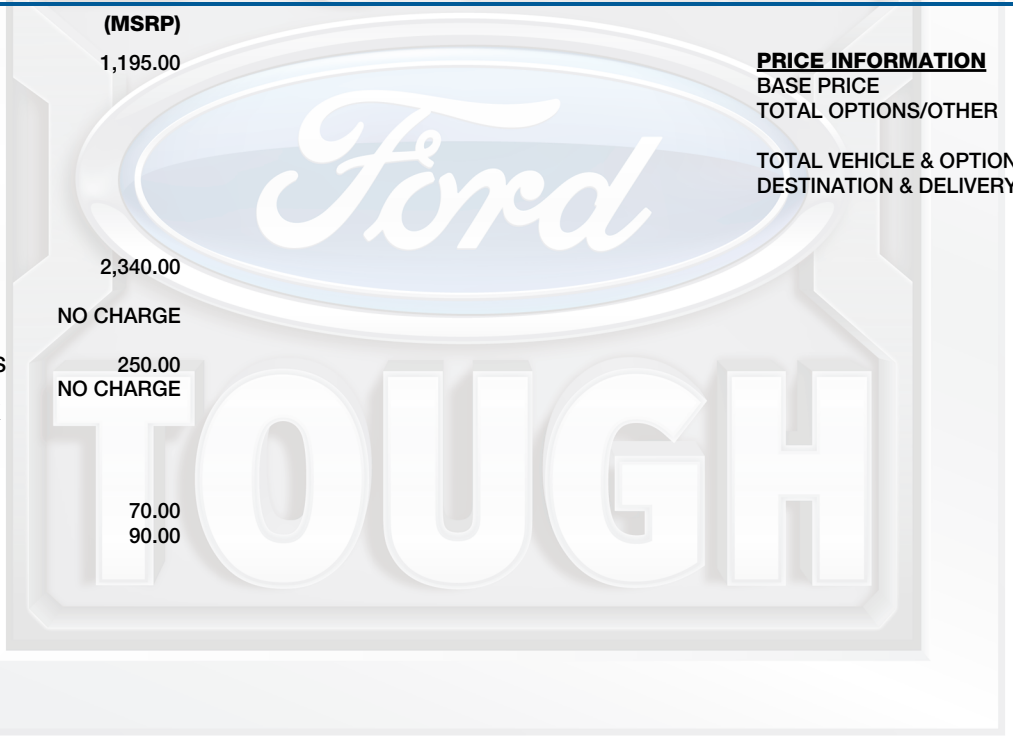 (MSRP)
1,195.00
2,340.00
NO CHARGE
S 250.00
NO CHARGE
70.00
90.00
PRICE INFORMATION
BASE PRICE
TOTAL OPTIONS/OTHER
TOTAL VEHICLE & OPTION
DESTINATION & DELIVERY
Ford
TOUGH